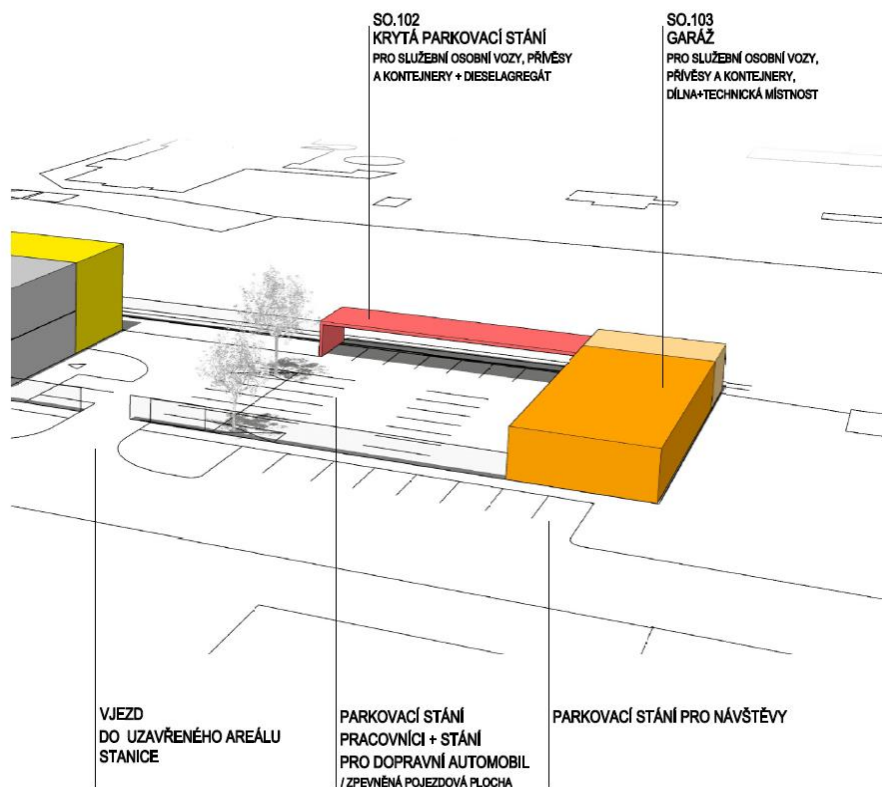 SO.102
KRYTÁ PARKOVACÍ STÁNÍ
PRO SLUŽEBNÍ OSOBNÍ VOZY, PŘÍVĚSY
A KONTEJNERY + DIESELAGREGÁT
SO.103
GARÁŽ
PRO SLUŽEBNÍ OSOBNÍ VOZY,
PŘÍVĚSY A KONTEJNERY,
DÍLNA+TECHNICKÁ MÍSTNOST
VJEZD
DO UZAVŘENÉHO AREÁLU
STANICE
PARKOVACÍ STÁNÍ
PRACOVNÍCI + STÁNÍ
PRO DOPRAVNÍ AUTOMOBIL
/ ZPEVNĚNÁ POJEZDOVÁ PLOCHA
PARKOVACÍ STÁNÍ PRO NÁVŠTĚVY